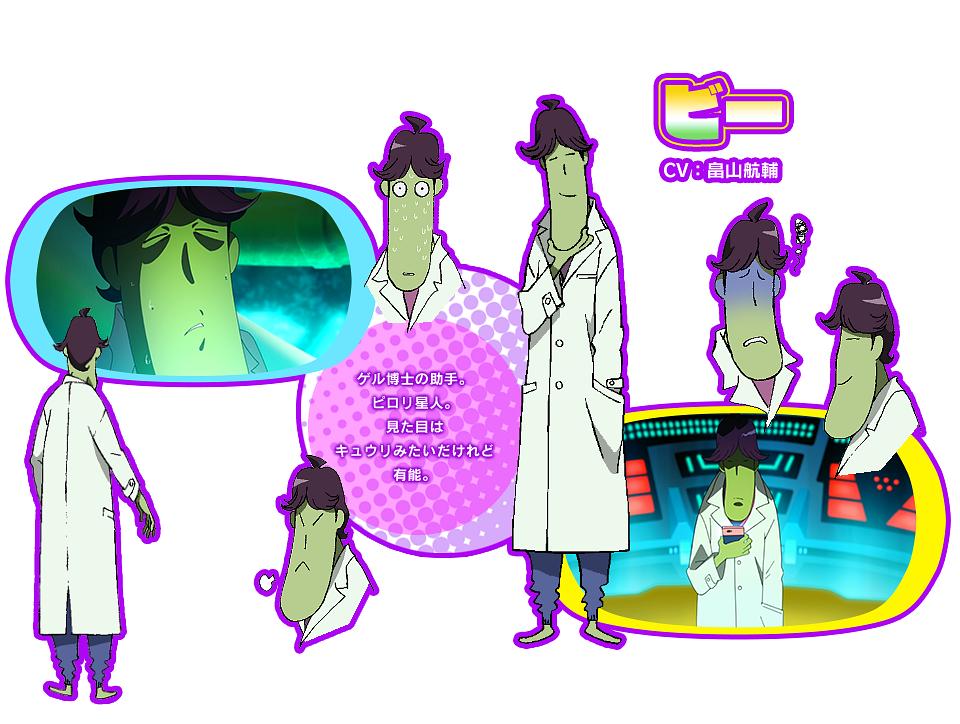 ビー
CV：畠山航輔
ゲル博士の助手。
ピロリ星人。
見た目は
キュウリみたいだけれど
有能。